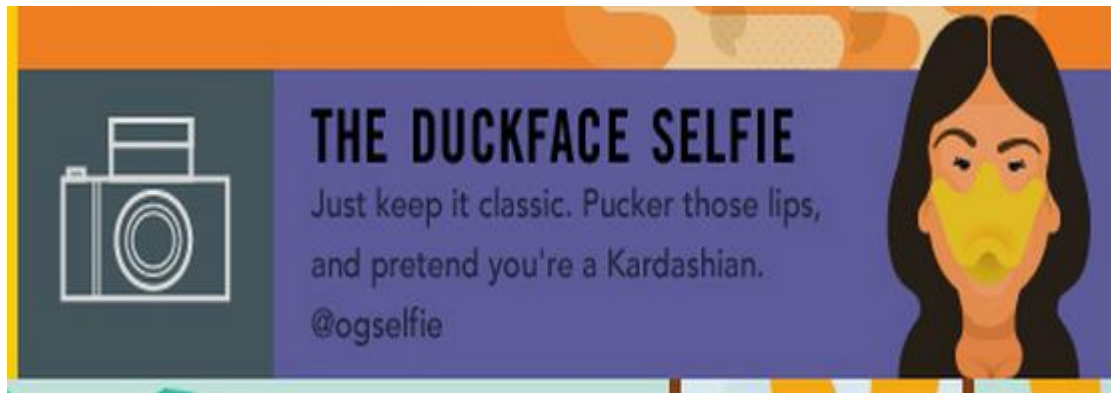 THE DUCKFACE SELFIE
Just keep it classic. Pucker those lips,
and pretend you're a Kardashian.
@ogselfie